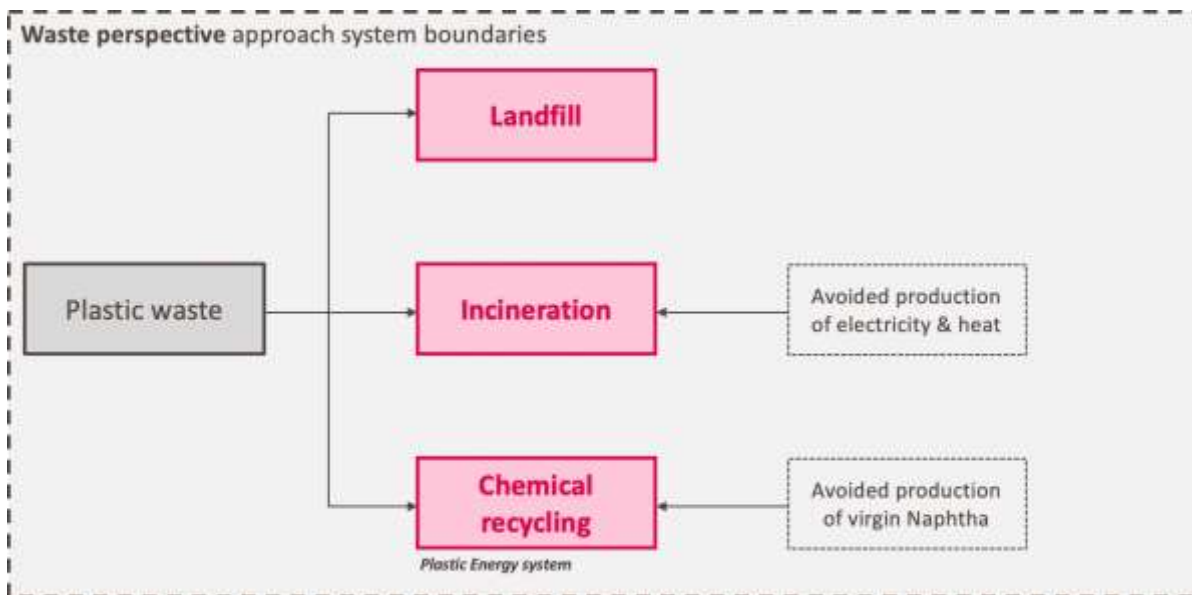 Waste perspective approach system boundaries
Landfill
Plastic waste
Incineration
Avoided production
of electricity & heat
Chemical
recycling
Plastic Energy system
Avoided production
of virgin Naphtha